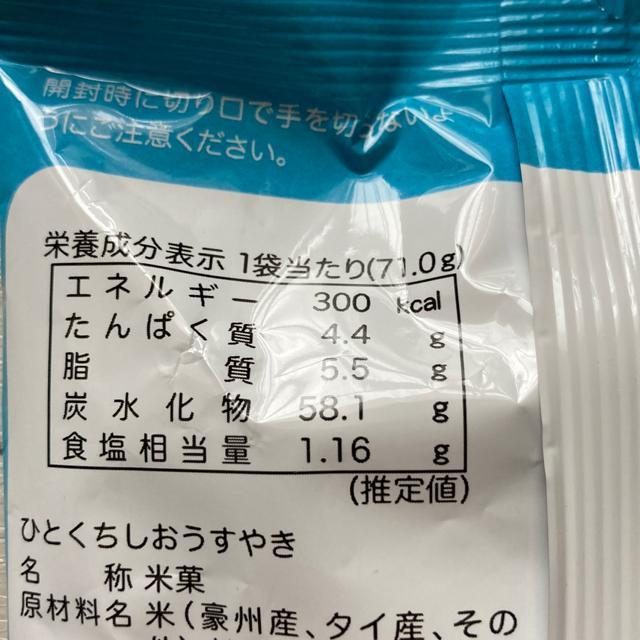 開封時に切り口で手を切らないよ
うにご注意ください。
栄養成分表示 1袋当たり(71.0g)
エネルギー 300 kcal
たんぱく質 4.4 g
脂質 5.5 g
炭水化物 58.1 g
食塩相当量 1.16 g
(推定値)
ひとくちしおうすやき
名称 米菓
原材料名 米(豪州産、タイ産、その